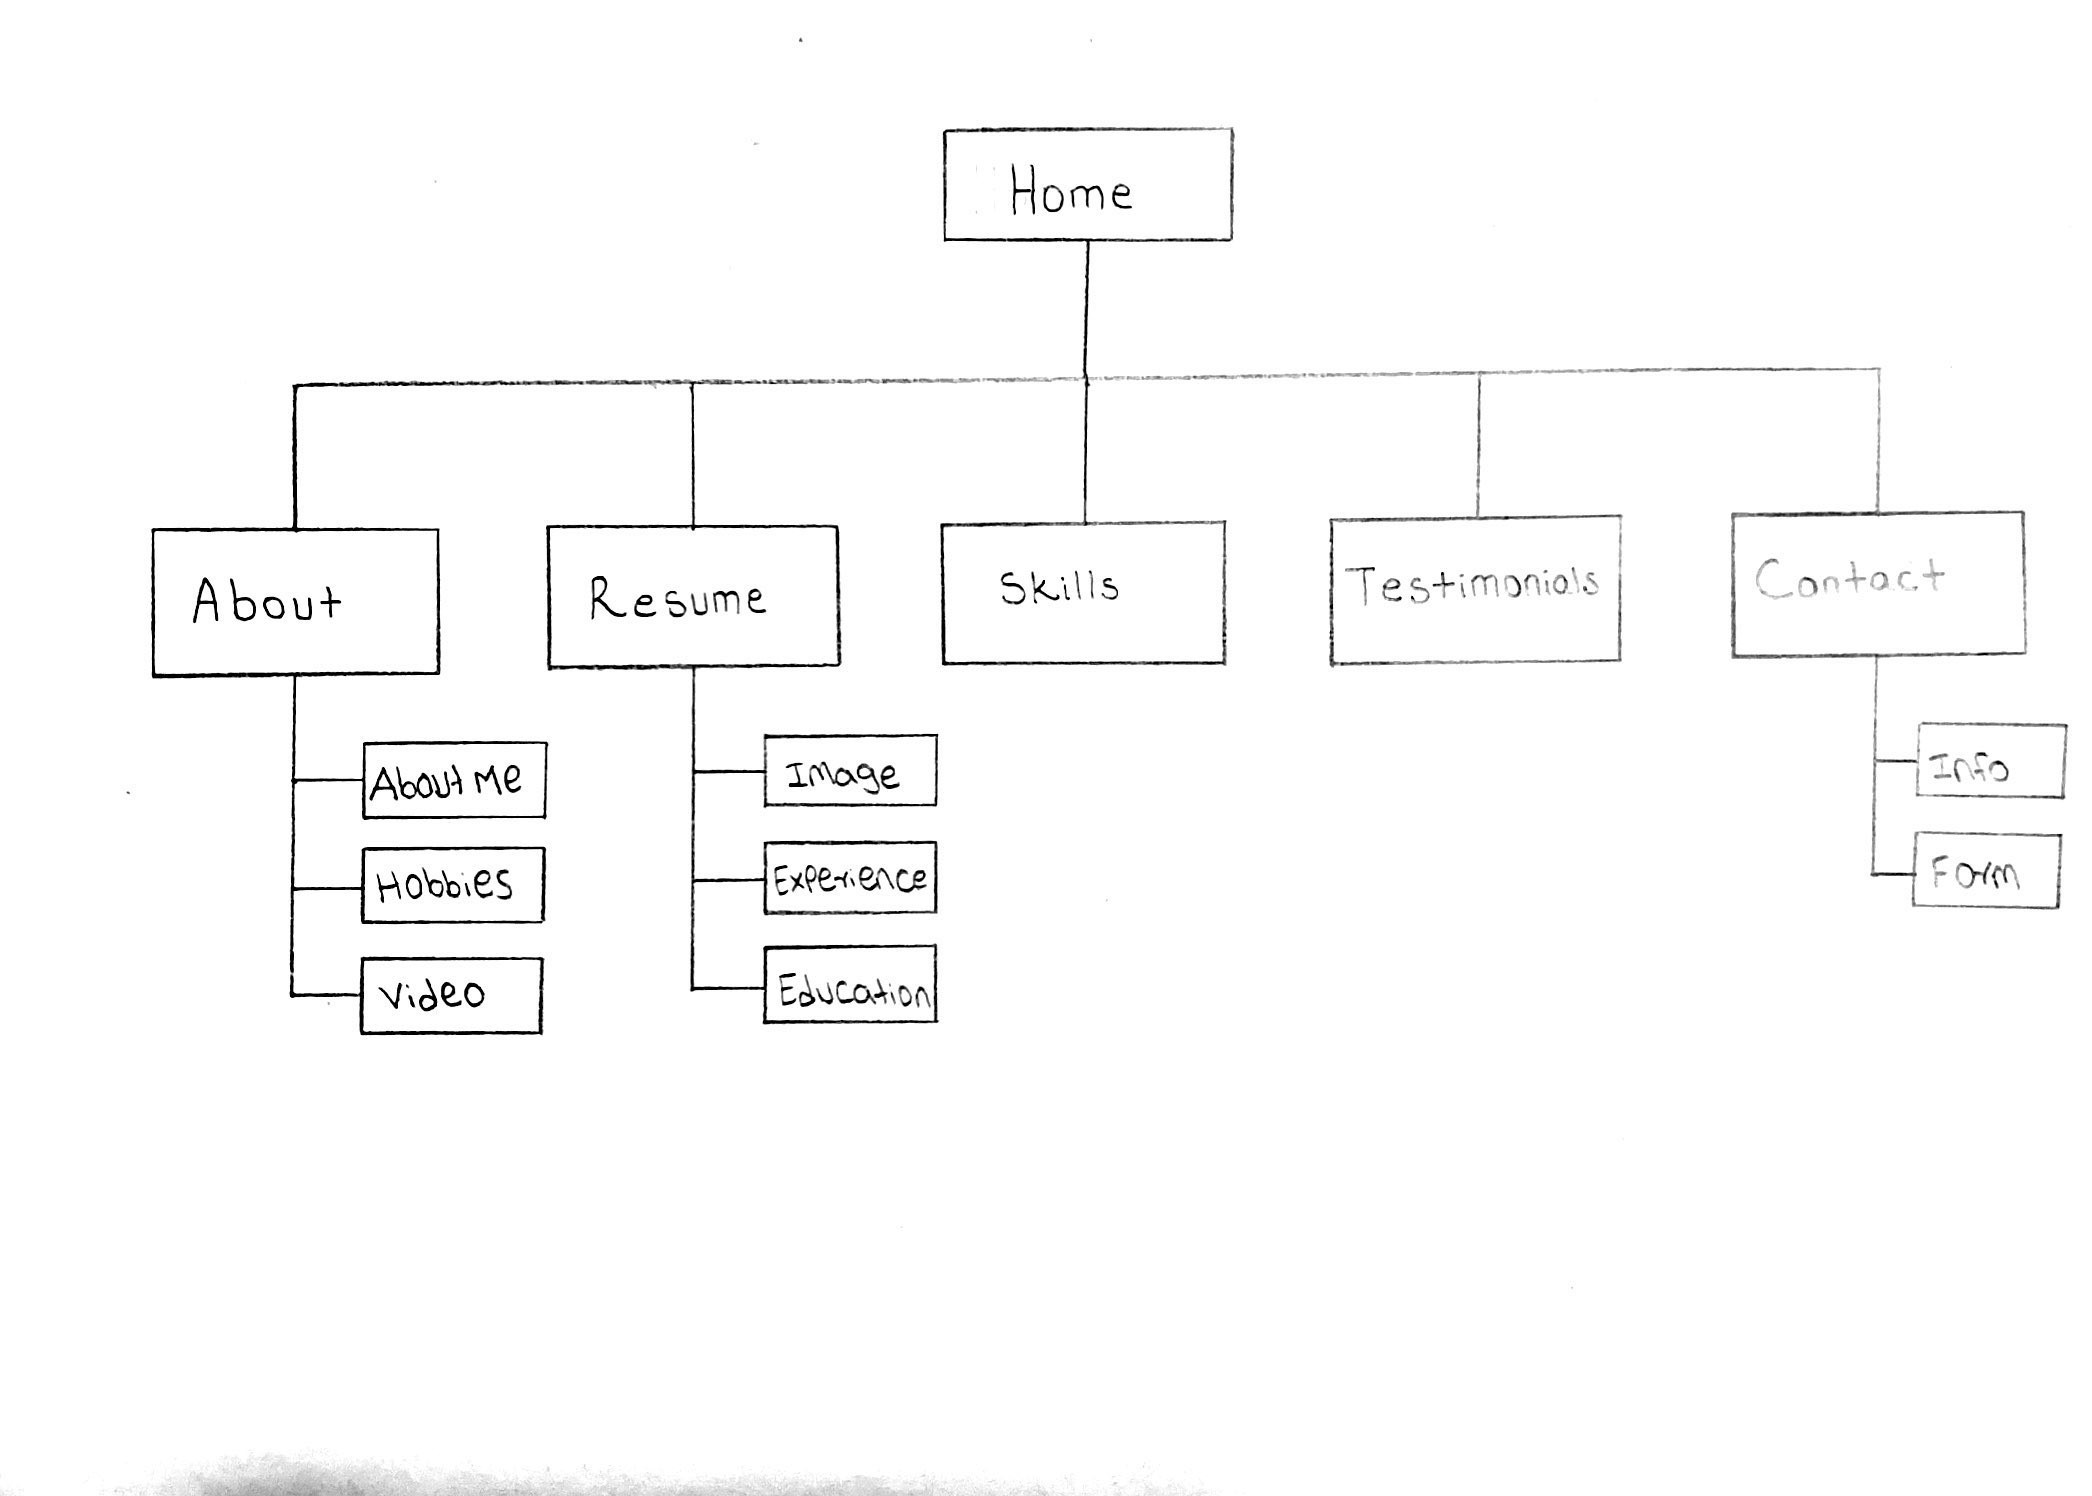 Home
About
Resume
Skills
Testimonials
Contact
About Me
Hobbies
Video
Image
Experience
Education
Info
Form